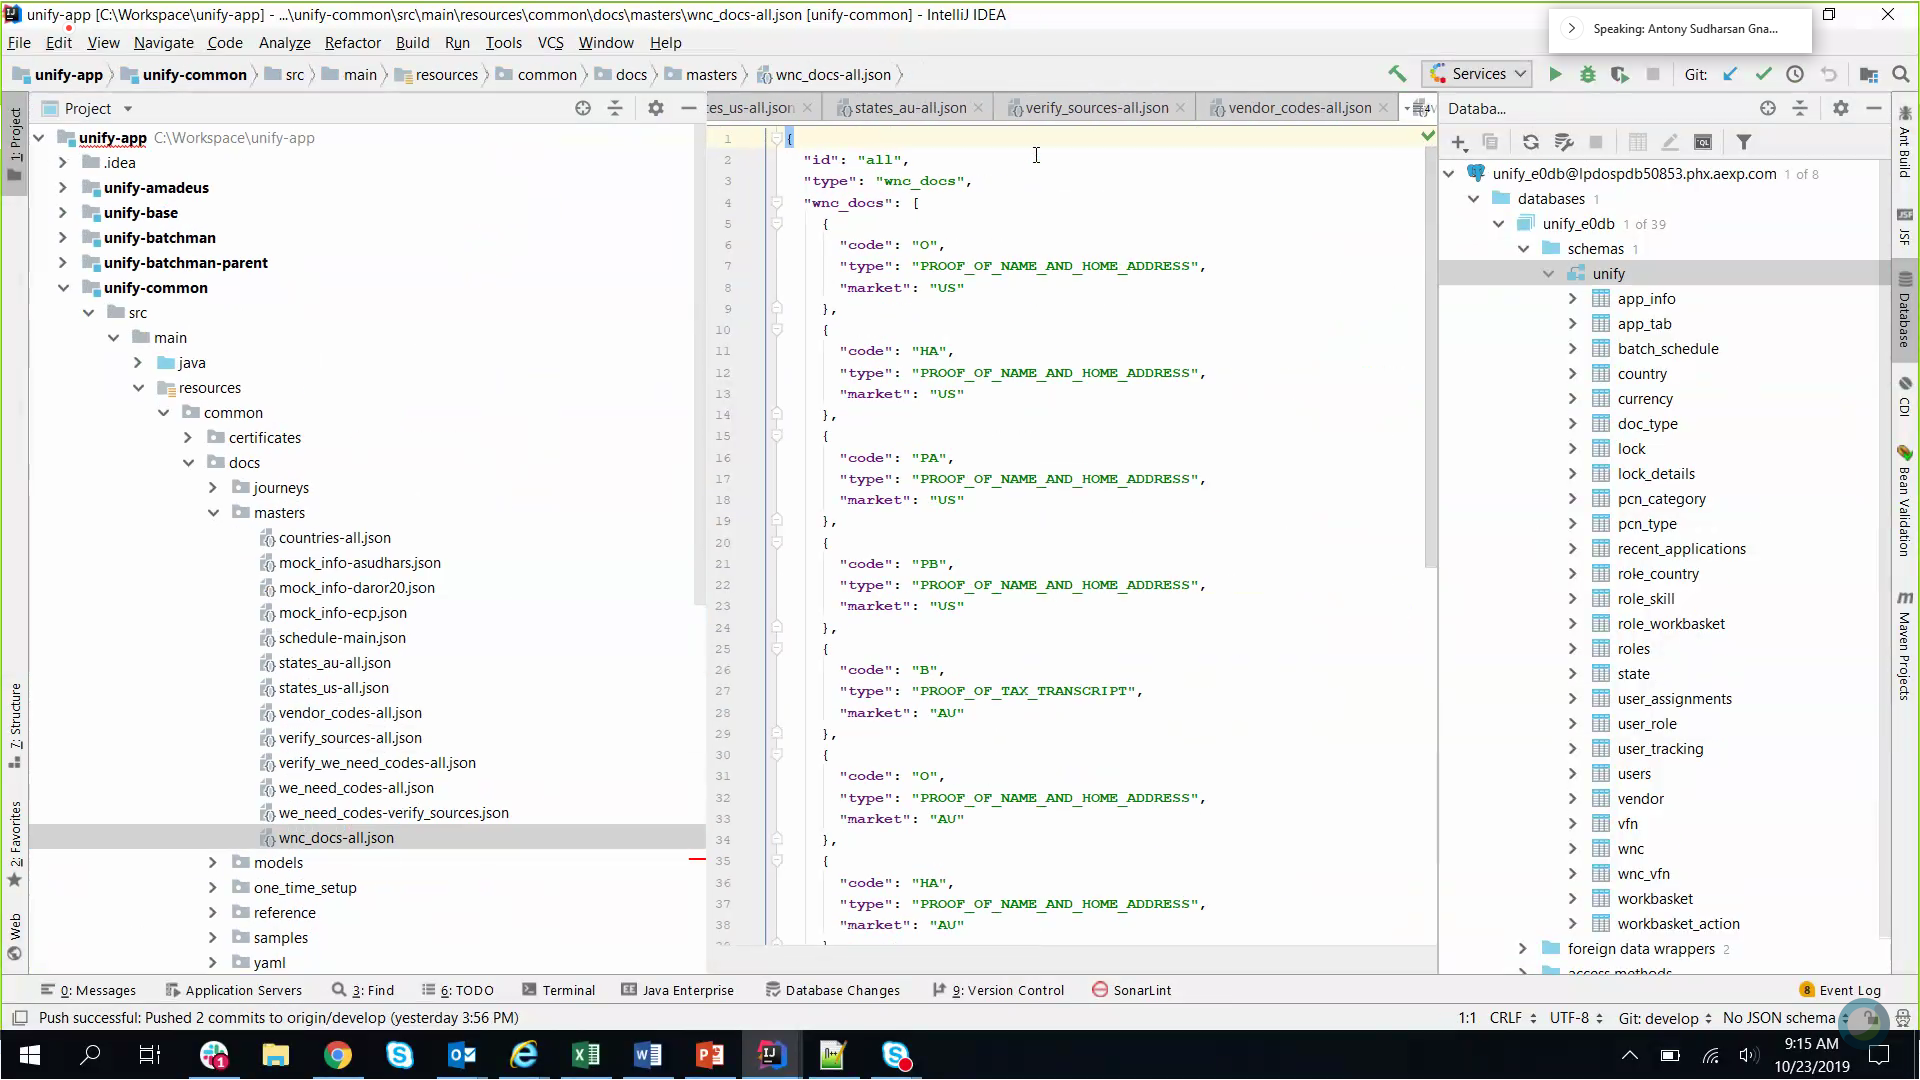 unify-app [C:\Workspace\unify-app] - ...\unify-common\src\main\resources\common\docs\masters\wnc_docs-all.json [unify-common] - IntelliJ IDEA
Speaking: Antony Sudharsan Gna...
File Edit View Navigate Code Analyze Refactor Build Run Tools VCS Window Help
unify-app unify-common src main resources common docs masters wnc_docs-all.json
Services Git:
Project
tes_us-all.json states_au-all.json verify_sources-all.json vendor_codes-all.json
Databa...
1: Project
7: Structure
2: Favorites
Web
unify-app C:\Workspace\unify-app
.idea
unify-amadeus
unify-base
unify-batchman
unify-batchman-parent
unify-common
src
main
java
resources
common
certificates
docs
journeys
masters
countries-all.json
mock_info-asudhars.json
mock_info-daror20.json
mock_info-ecp.json
schedule-main.json
states_au-all.json
states_us-all.json
vendor_codes-all.json
verify_sources-all.json
verify_we_need_codes-all.json
we_need_codes-all.json
we_need_codes-verify_sources.json
wnc_docs-all.json
models
one_time_setup
reference
samples
yaml
1 {
2 "id": "all",
3 "type": "wnc_docs",
4 "wnc_docs": [
5 {
6 "code": "O",
7 "type": "PROOF_OF_NAME_AND_HOME_ADDRESS",
8 "market": "US"
9 },
10 {
11 "code": "HA",
12 "type": "PROOF_OF_NAME_AND_HOME_ADDRESS",
13 "market": "US"
14 },
15 {
16 "code": "PA",
17 "type": "PROOF_OF_NAME_AND_HOME_ADDRESS",
18 "market": "US"
19 },
20 {
21 "code": "PB",
22 "type": "PROOF_OF_NAME_AND_HOME_ADDRESS",
23 "market": "US"
24 },
25 {
26 "code": "B",
27 "type": "PROOF_OF_TAX_TRANSCRIPT",
28 "market": "AU"
29 },
30 {
31 "code": "O",
32 "type": "PROOF_OF_NAME_AND_HOME_ADDRESS",
33 "market": "AU"
34 },
35 {
36 "code": "HA",
37 "type": "PROOF_OF_NAME_AND_HOME_ADDRESS",
38 "market": "AU"
unify_e0db@lpdospdb50853.phx.aexp.com 1 of 8
databases 1
unify_e0db 1 of 39
schemas 1
unify
app_info
app_tab
batch_schedule
country
currency
doc_type
lock
lock_details
pcn_category
pcn_type
recent_applications
role_country
role_skill
role_workbasket
roles
state
user_assignments
user_role
user_tracking
users
vendor
vfn
wnc
wnc_vfn
workbasket
workbasket_action
foreign data wrappers 2
access methods
Ant Build
JSF
Database
CDI
Bean Validation
Maven Projects
0: Messages Application Servers 3: Find 6: TODO Terminal Java Enterprise Database Changes 9: Version Control SonarLint 8 Event Log
Push successful: Pushed 2 commits to origin/develop (yesterday 3:56 PM)
1:1 CRLF UTF-8 Git: develop No JSON schema
9:15 AM
10/23/2019